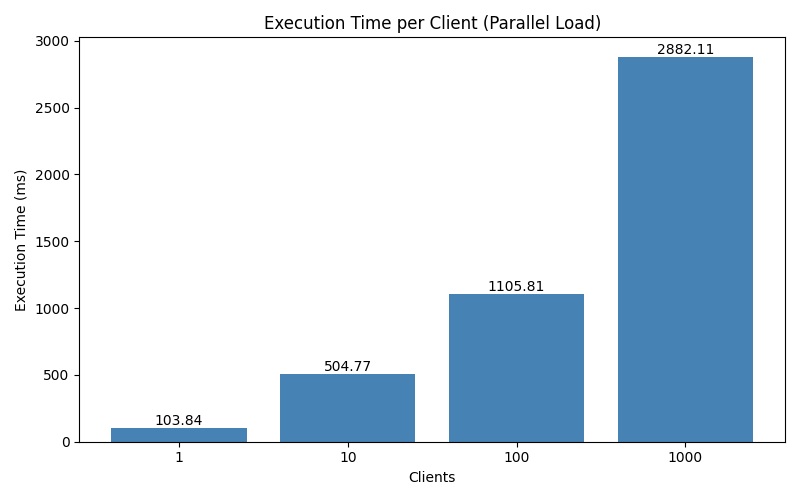 Execution Time per Client (Parallel Load)
3000
2882.11
2500
2000
Execution Time (ms)
1500
1105.81
1000
504.77
500
103.84
0
1 10 100 1000
Clients